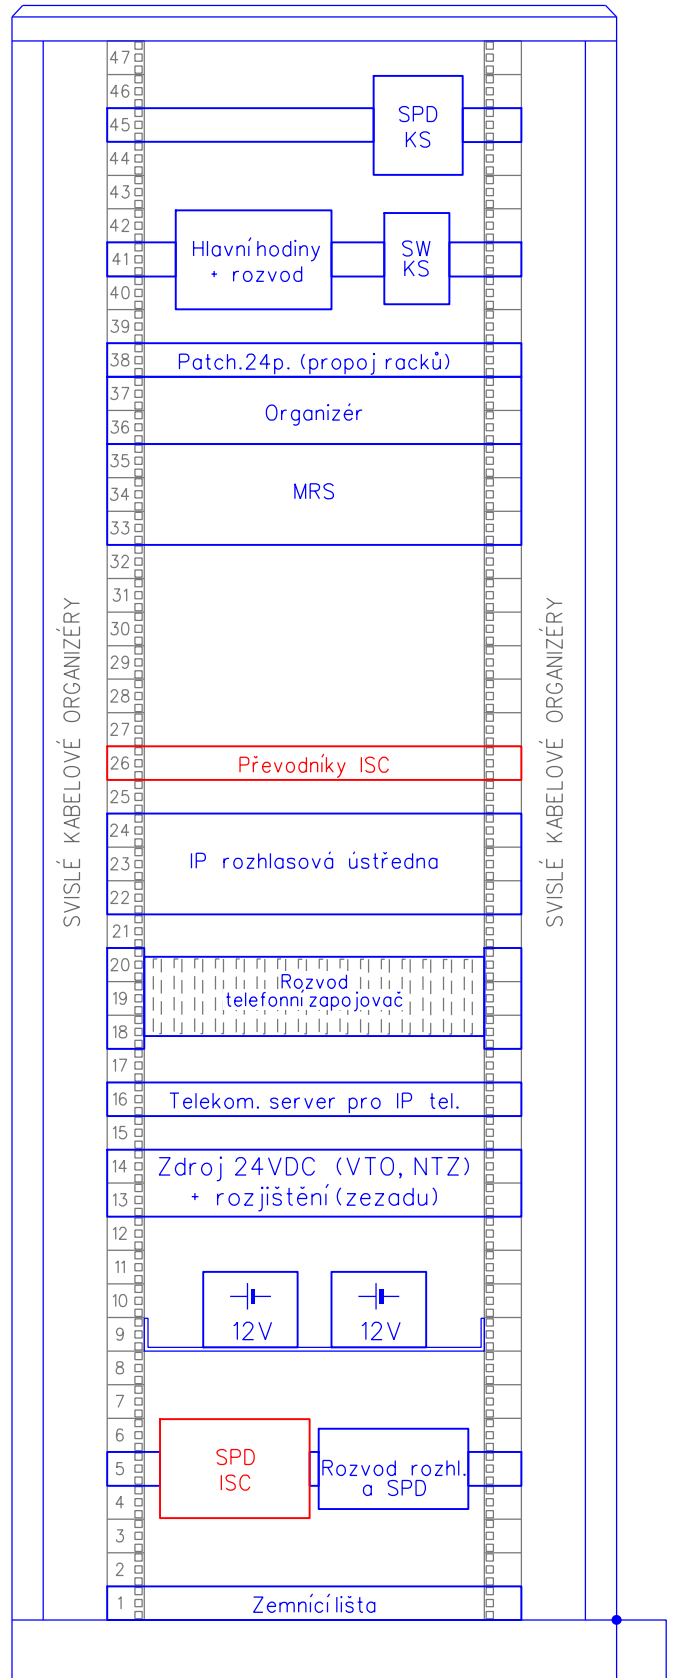 47
46
SPD
45
KS
44
43
42
Hlavní hodiny
SW
41
+ rozvod
KS
40
39
38
Patch.24p. (propoj racků)
37
Organizér
36
35
MRS
34
33
32
31
30
29
28
27
26
Převodníky ISC
25
24
IP rozhlasová ústředna
23
22
21
20
Rozvod
19
telefonní zapojovač
18
17
16
Telekom. server pro IP tel.
15
14
Zdroj 24VDC (VTO, NTZ)
13
+ rozjištění (zezadu)
12
11
10
9
12V
12V
8
7
6
SPD
5
ISC
Rozvod rozhl.
a SPD
4
3
2
1
Zemnící lišta
SVISLÉ KABELOVÉ ORGANIZÉRY
SVISLÉ KABELOVÉ ORGANIZÉRY